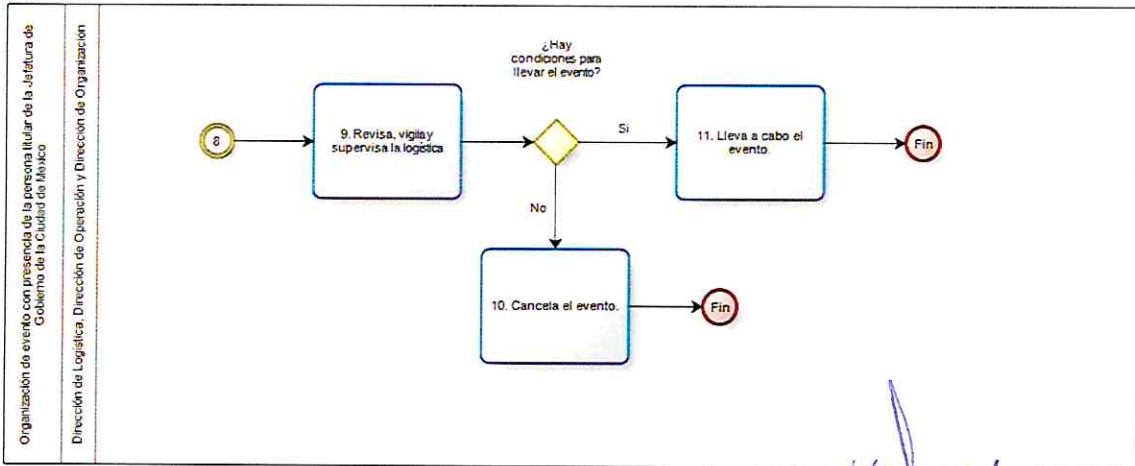 Organización de evento con presencia de la persona titular de la Jefatura de
Gobierno de la Ciudad de México
Dirección de Logística, Dirección de Operación y Dirección de Organización
8
9. Revisa, vigila y
supervisa la logística
¿Hay
condiciones para
llevar el evento?
Si
11. Lleva a cabo el
evento.
Fin
No
10. Cancela el evento.
Fin